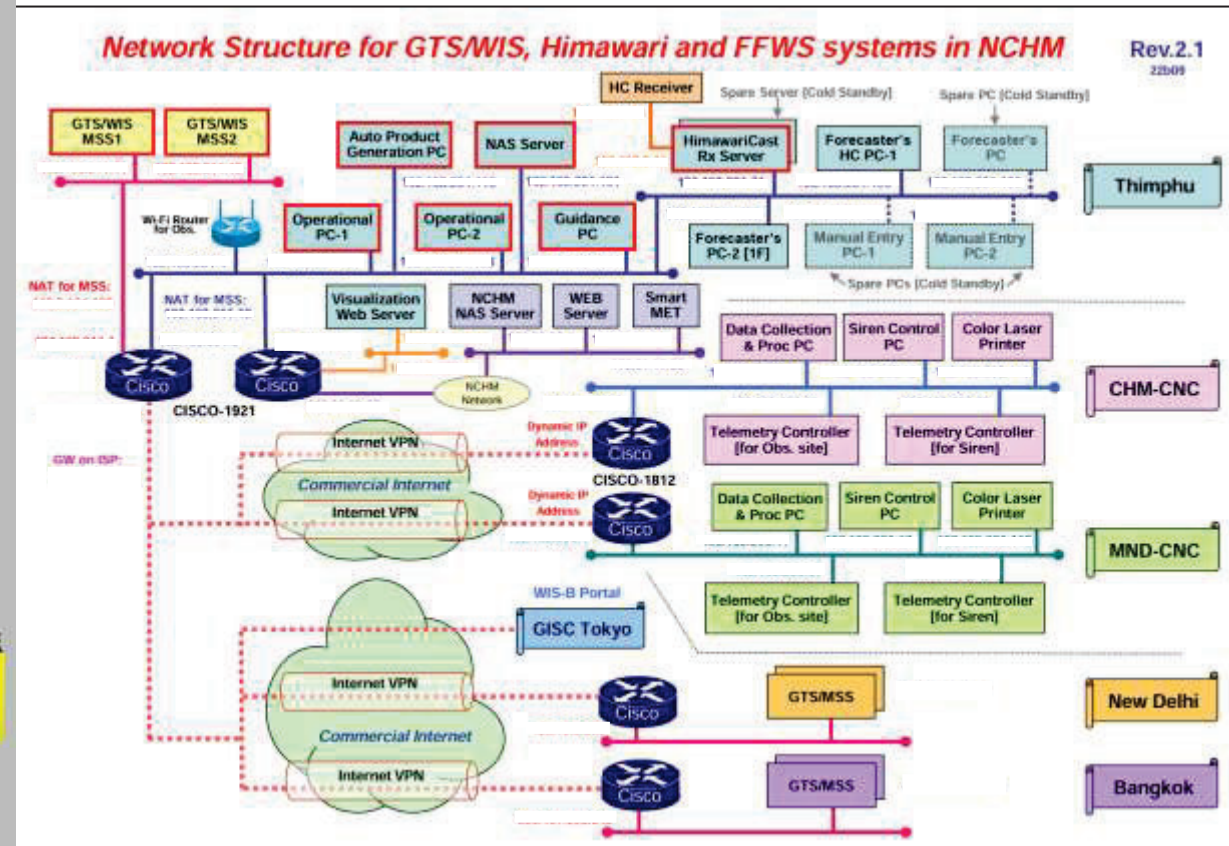 Network Structure for GTS/WIS, Himawari and FFWS systems in NCHM
Rev.2.1
22b09
HC Receiver
Spare Server [Cold Standby]
Spare PC [Cold Standby]
GTS/WIS
MSS1
GTS/WIS
MSS2
Auto Product
Generation PC
NAS Server
HimawariCast
Rx Server
Forecaster's
HC PC-1
Forecaster's
PC
Thimphu
Wi-Fi Router
for Obs.
Operational
PC-1
Operational
PC-2
Guidance
PC
Forecaster's
PC-2 [1F]
Manual Entry
PC-1
Manual Entry
PC-2
Spare PCs [Cold Standby]
NAT for MSS:
NAT for MSS:
Visualization
Web Server
NCHM
NAS Server
WEB
Server
Smart
MET
Data Collection
& Proc PC
Siren Control
PC
Color Laser
Printer
CHM-CNC
Cisco
Cisco
CISCO-1921
NCHM
Network
GW on ISP:
Internet VPN
Commercial Internet
Internet VPN
Dynamic IP
Address
Cisco
CISCO-1812
Dynamic IP
Address
Cisco
Telemetry Controller
[for Obs. site]
Telemetry Controller
[for Siren]
Data Collection
& Proc PC
Siren Control
PC
Color Laser
Printer
MND-CNC
Telemetry Controller
[for Obs. site]
Telemetry Controller
[for Siren]
WIS-B Portal
GISC Tokyo
Internet VPN
Commercial Internet
Internet VPN
Cisco
GTS/MSS
New Delhi
Cisco
GTS/MSS
Bangkok